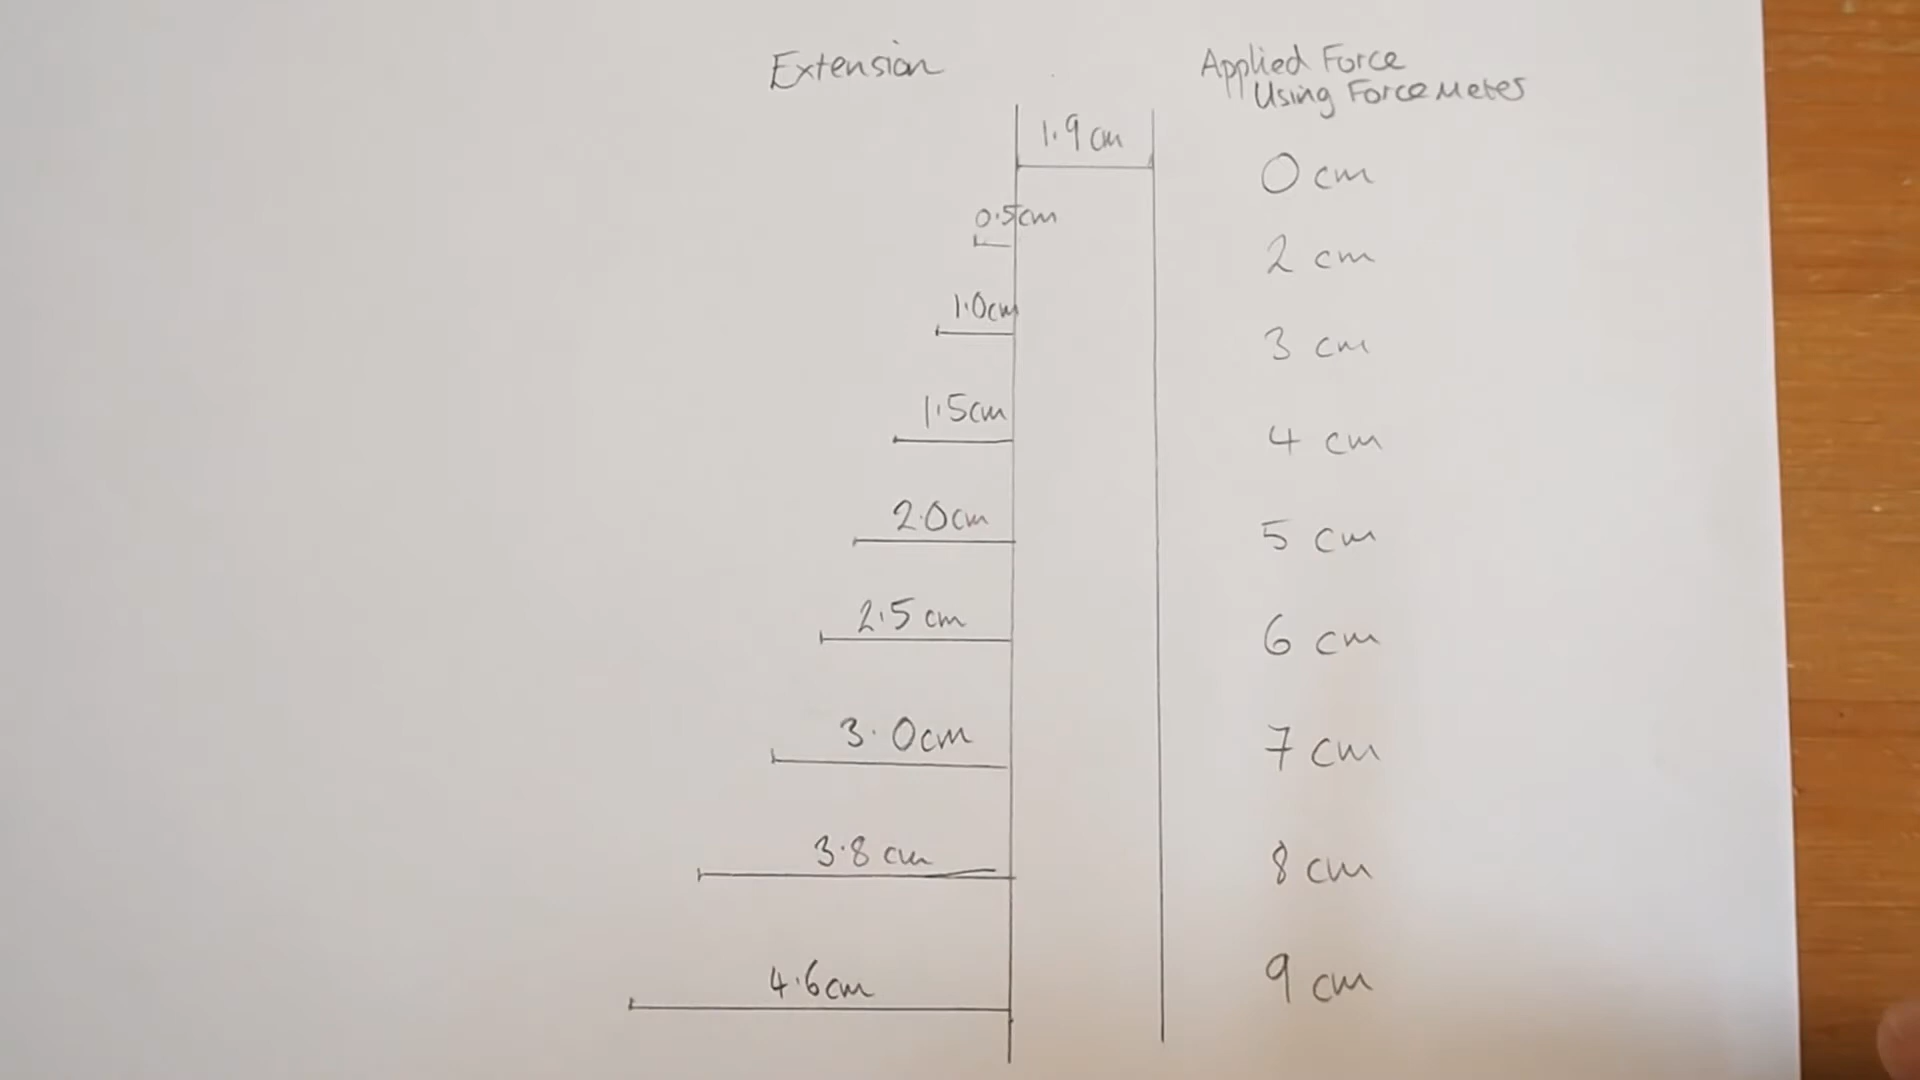 Extension
Applied Force
Using Forcemeter
1.9 cm
0 cm
0.5cm
2 cm
1.0cm
3 cm
1.5cm
4 cm
2.0cm
5 cm
2.5 cm
6 cm
3.0cm
7 cm
3.8 cm
8 cm
4.6cm
9 cm